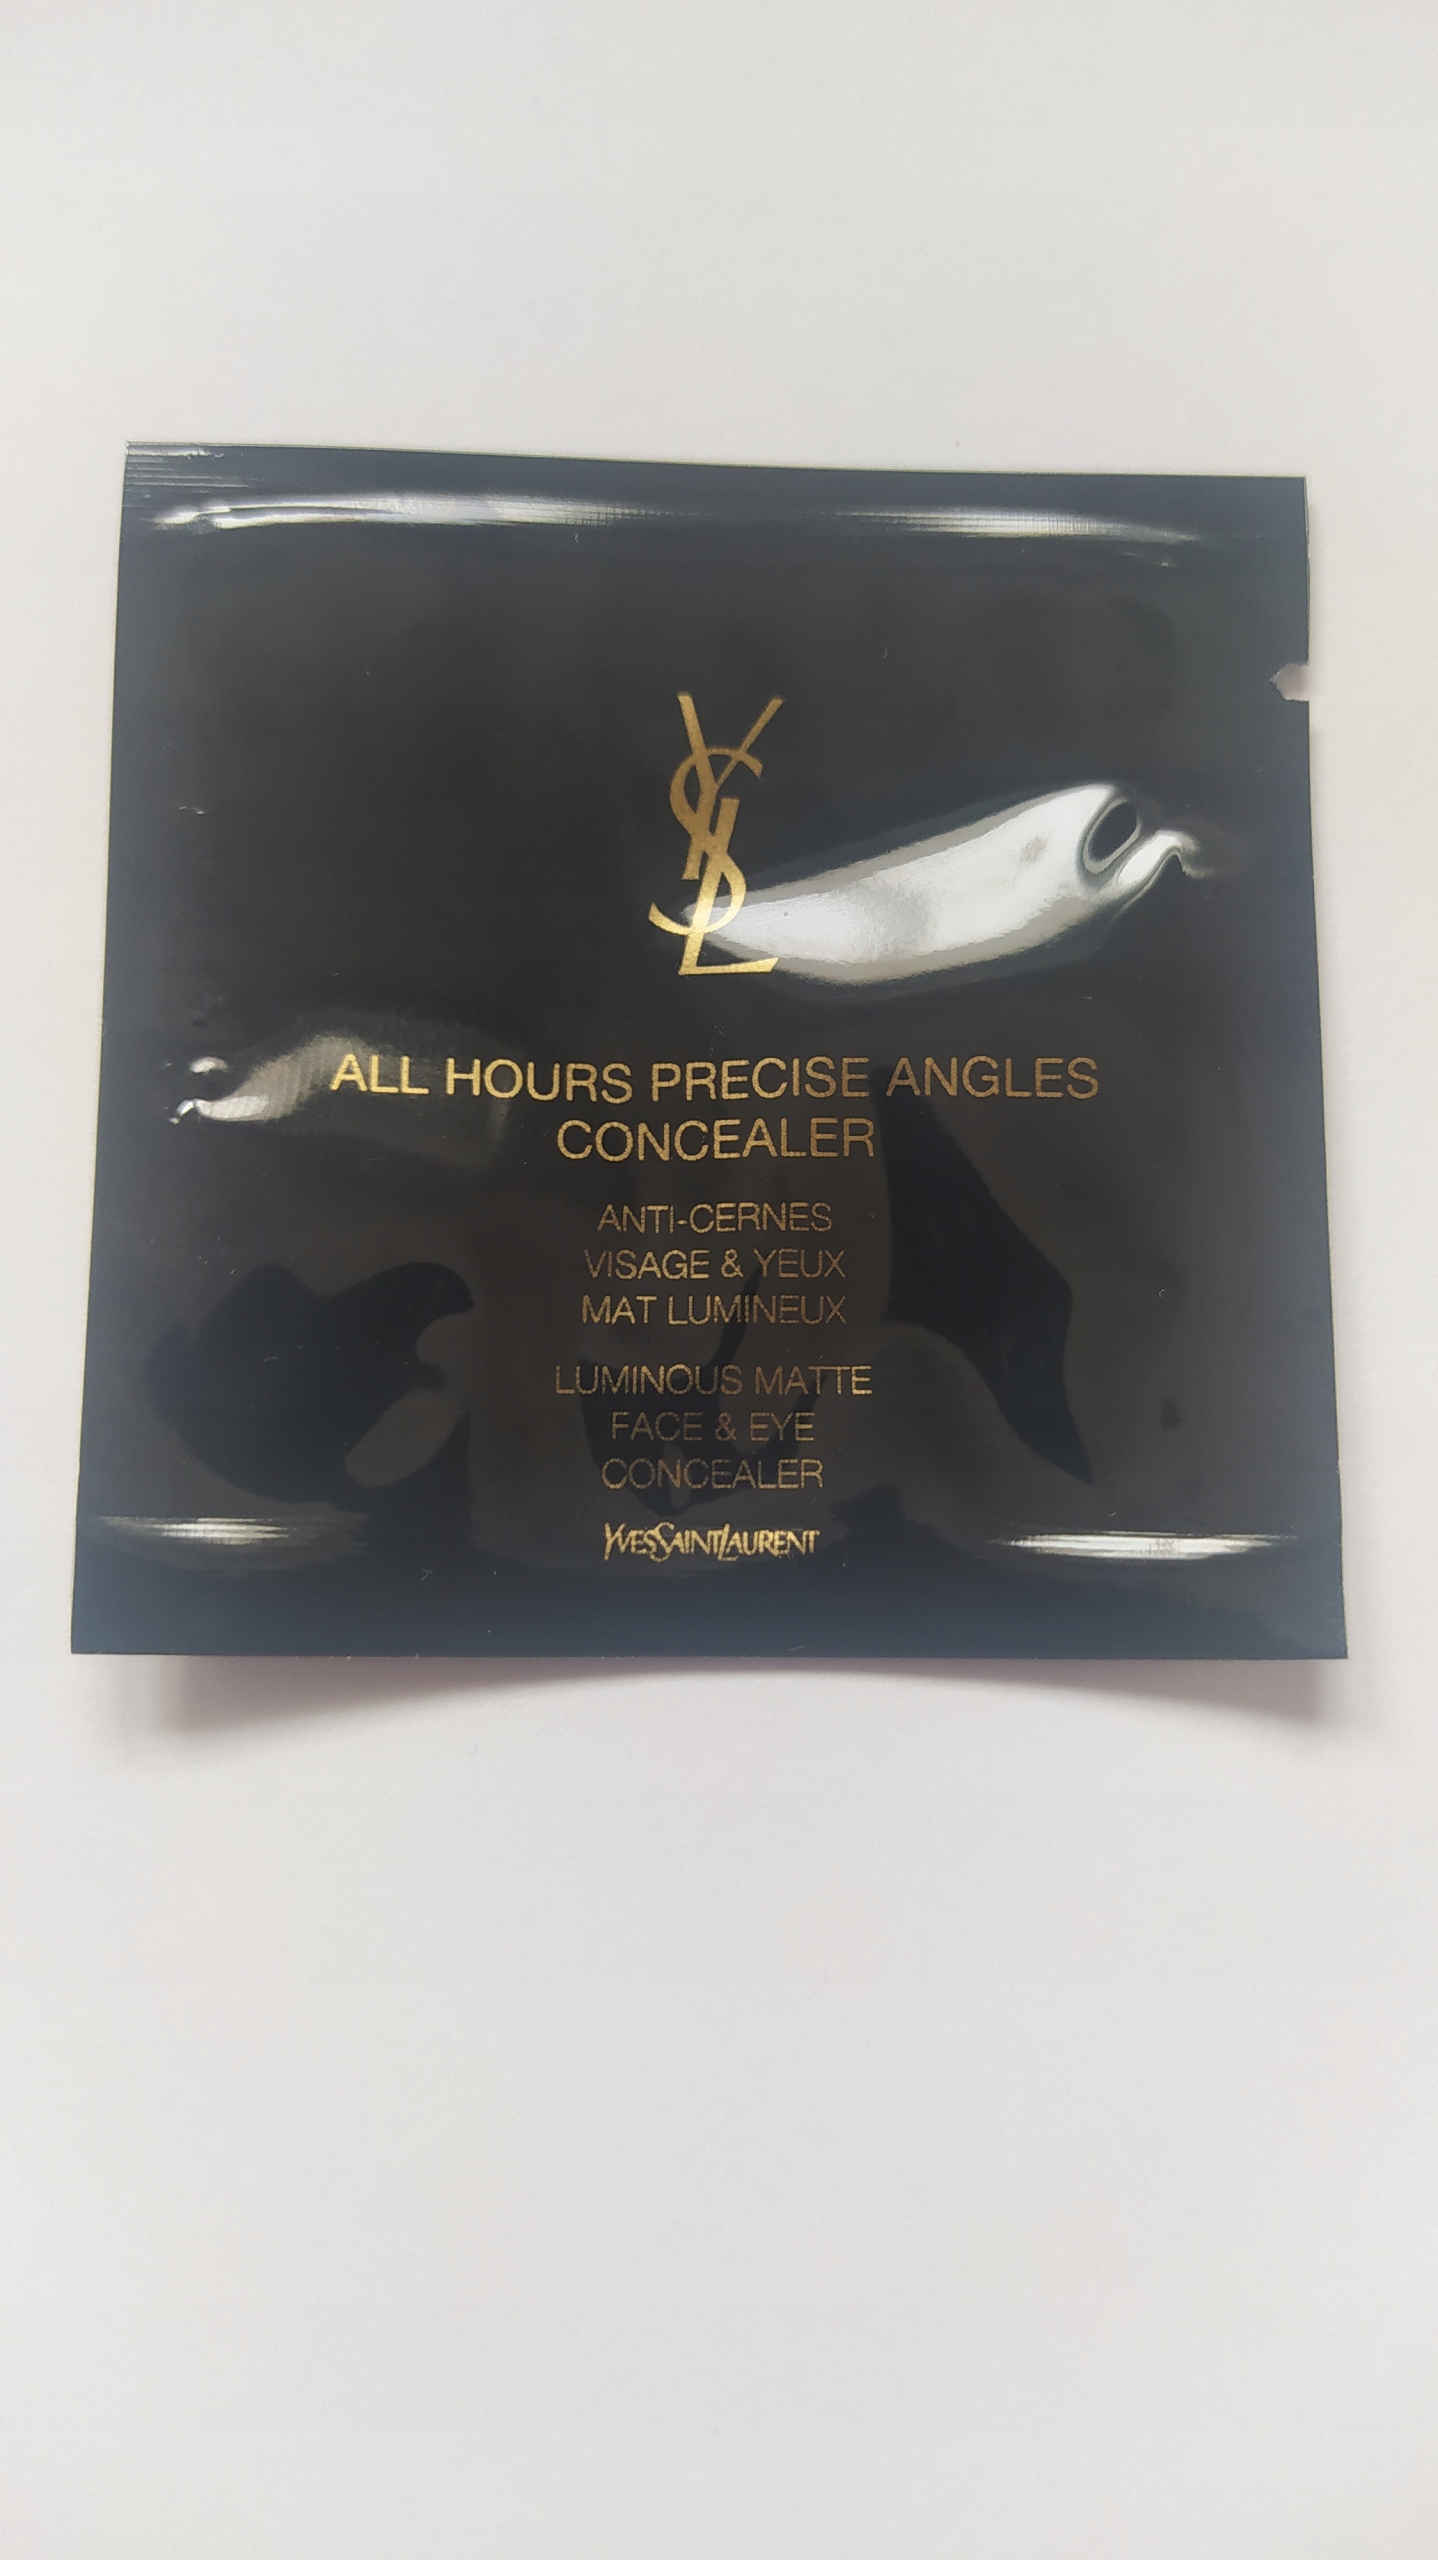 YSL
ALL HOURS PRECISE ANGLES
CONCEALER
ANTI-CERNES
VISAGE & YEUX
MAT LUMINEUX
LUMINOUS MATTE
FACE & EYE
CONCEALER
YVESSAINTLAURENT